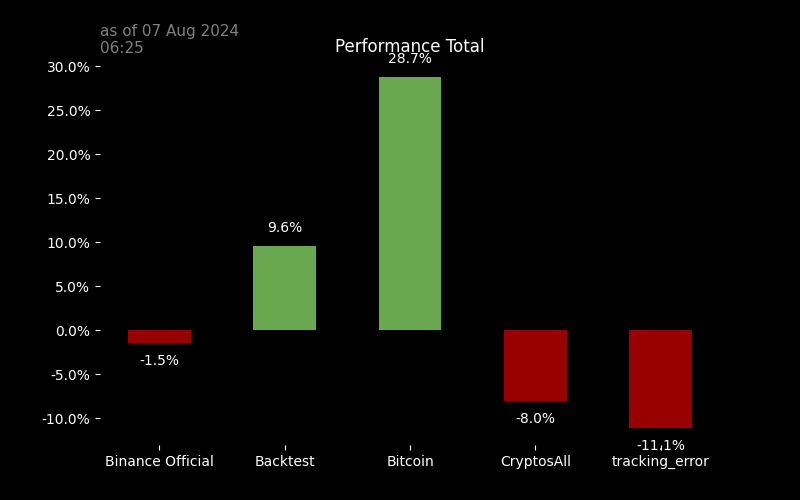 as of 07 Aug 2024
06:25
Performance Total
30.0%
25.0%
20.0%
15.0%
10.0%
5.0%
0.0%
-5.0%
-10.0%
28.7%
9.6%
-1.5%
-8.0%
-11.1%
Binance Official
Backtest
Bitcoin
CryptosAll
tracking_error